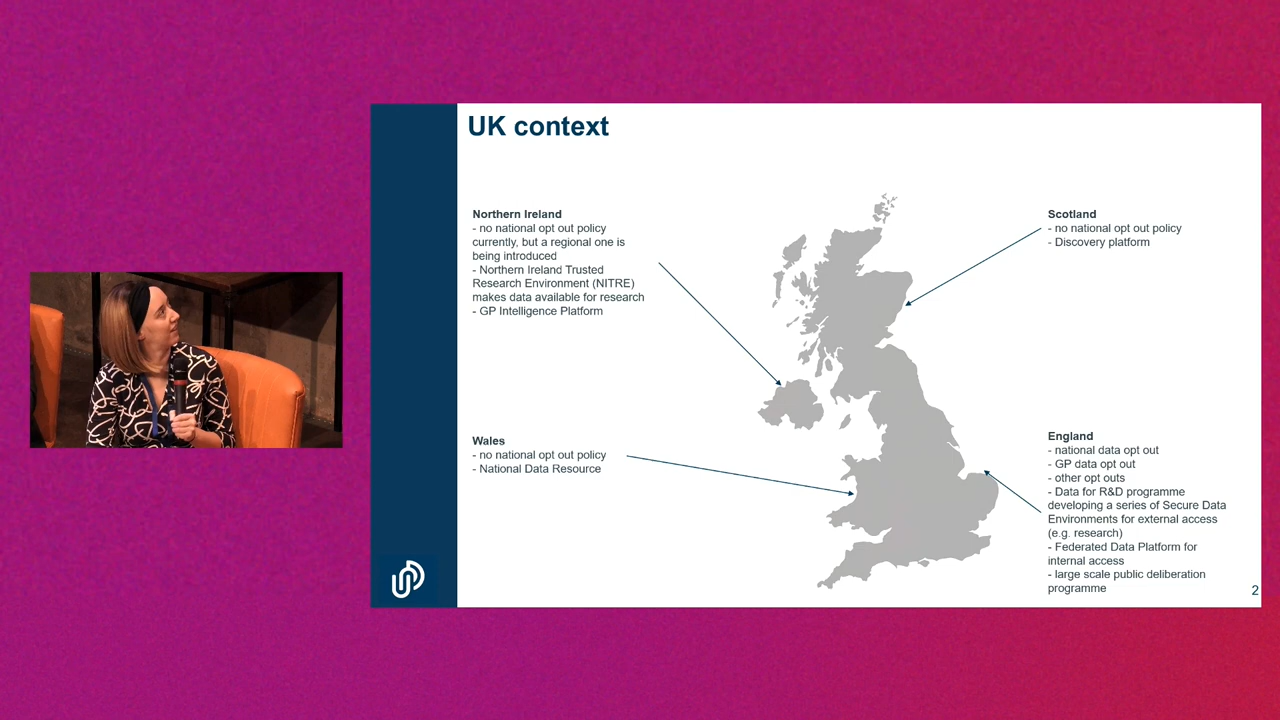 UK context
Northern Ireland
- no national opt out policy
currently, but a regional one is
being introduced
- Northern Ireland Trusted
Research Environment (NITRE)
makes data available for research
- GP Intelligence Platform
Scotland
- no national opt out policy
- Discovery platform
Wales
- no national opt out policy
- National Data Resource
England
- national data opt out
- GP data opt out
- other opt outs
- Data for R&D programme
developing a series of Secure Data
Environments for external access
(e.g. research)
- Federated Data Platform for
internal access
- large scale public deliberation
programme
2